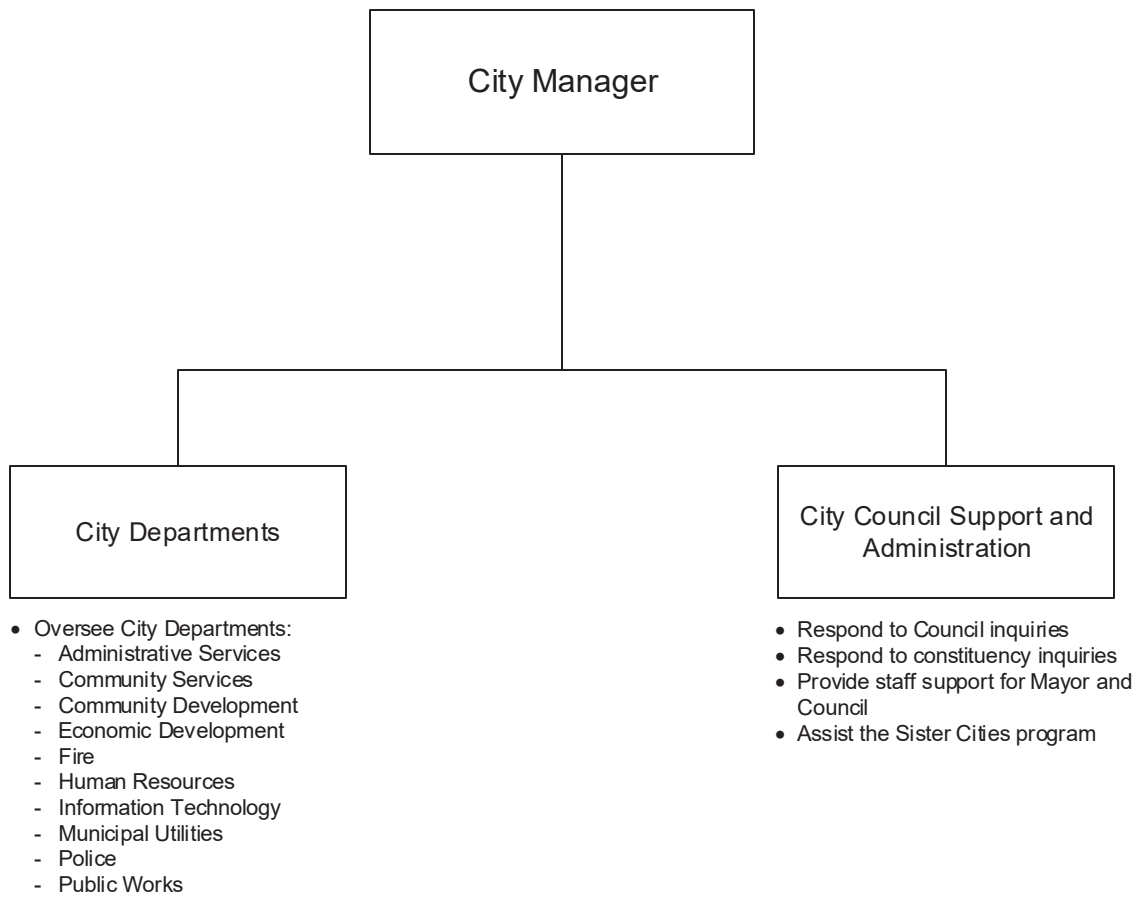 City Manager
City Departments
• Oversee City Departments:
- Administrative Services
- Community Services
- Community Development
- Economic Development
- Fire
- Human Resources
- Information Technology
- Municipal Utilities
- Police
- Public Works
City Council Support and
Administration
• Respond to Council inquiries
• Respond to constituency inquiries
• Provide staff support for Mayor and
Council
• Assist the Sister Cities program